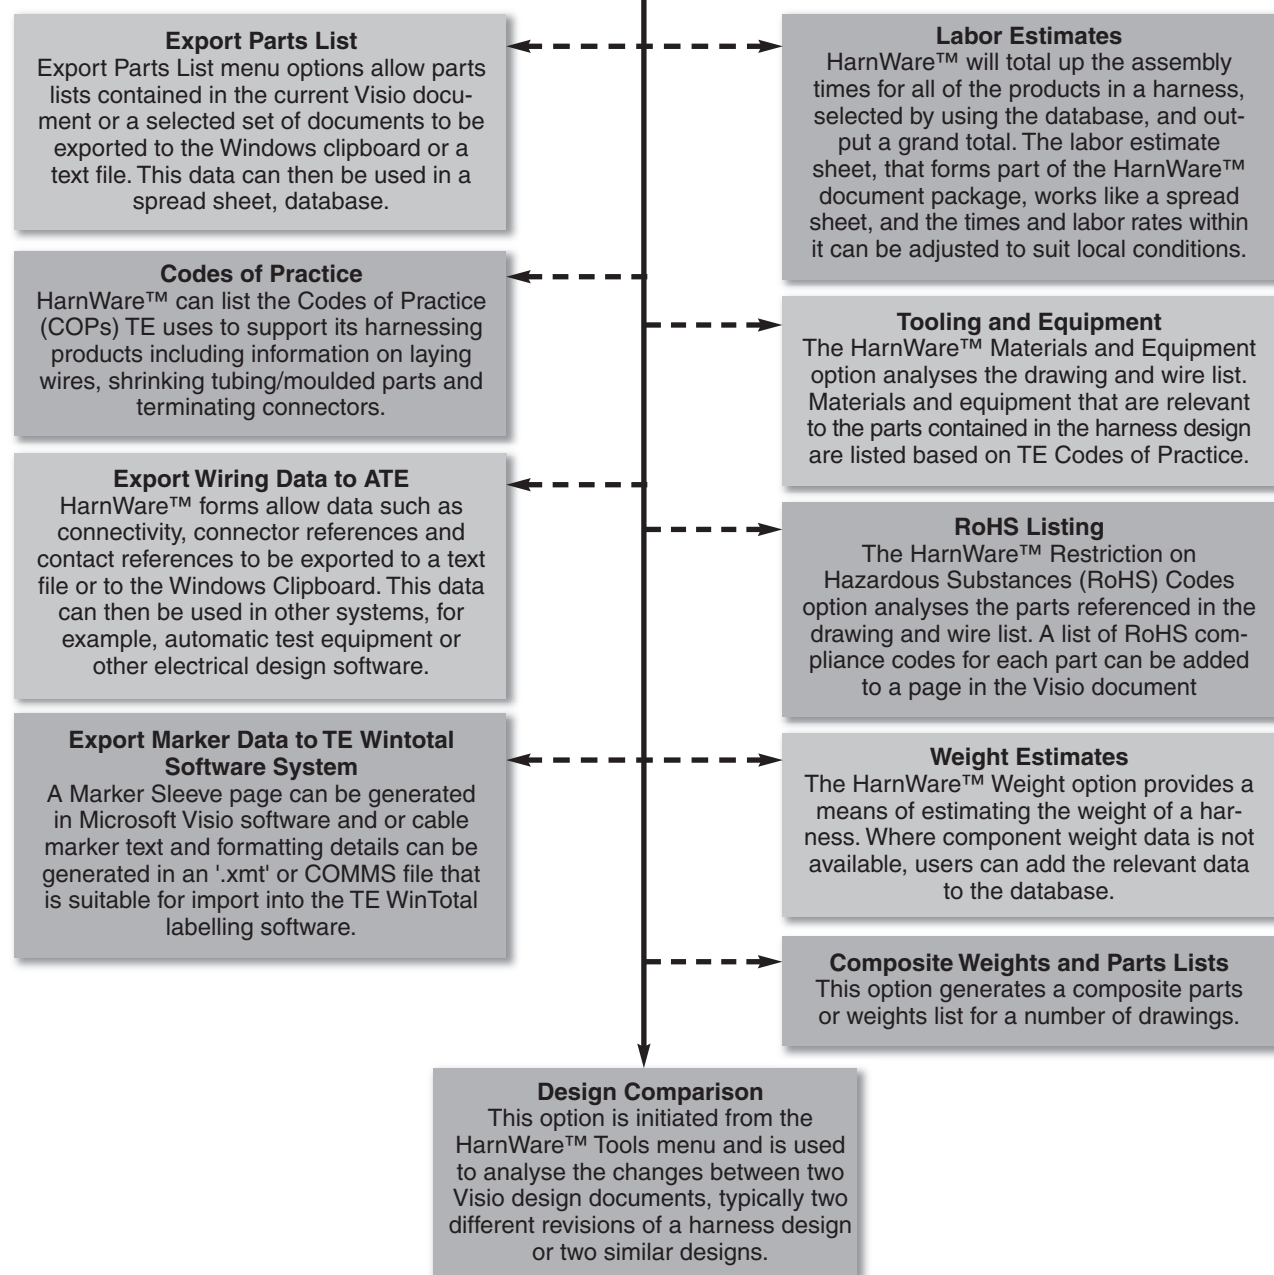 Export Parts List
Export Parts List menu options allow parts
lists contained in the current Visio docu-
ment or a selected set of documents to be
exported to the Windows clipboard or a
text file. This data can then be used in a
spread sheet, database.
Labor Estimates
HarnWare™ will total up the assembly
times for all of the products in a harness,
selected by using the database, and out-
put a grand total. The labor estimate
sheet, that forms part of the HarnWare™
document package, works like a spread
sheet, and the times and labor rates within
it can be adjusted to suit local conditions.
Codes of Practice
HarnWare™ can list the Codes of Practice
(COPs) TE uses to support its harnessing
products including information on laying
wires, shrinking tubing/moulded parts and
terminating connectors.
Tooling and Equipment
The HarnWare™ Materials and Equipment
option analyses the drawing and wire list.
Materials and equipment that are relevant
to the parts contained in the harness design
are listed based on TE Codes of Practice.
Export Wiring Data to ATE
HarnWare™ forms allow data such as
connectivity, connector references and
contact references to be exported to a text
file or to the Windows Clipboard. This data
can then be used in other systems, for
example, automatic test equipment or
other electrical design software.
RoHS Listing
The HarnWare™ Restriction on
Hazardous Substances (RoHS) Codes
option analyses the parts referenced in the
drawing and wire list. A list of RoHS com-
pliance codes for each part can be added
to a page in the Visio document
Export Marker Data to TE Wintotal
Software System
A Marker Sleeve page can be generated
in Microsoft Visio software and or cable
marker text and formatting details can be
generated in an '.xmt' or COMMS file that
is suitable for import into the TE WinTotal
labelling software.
Weight Estimates
The HarnWare™ Weight option provides a
means of estimating the weight of a har-
ness. Where component weight data is not
available, users can add the relevant data
to the database.
Composite Weights and Parts Lists
This option generates a composite parts
or weights list for a number of drawings.
Design Comparison
This option is initiated from the
HarnWare™ Tools menu and is used
to analyse the changes between two
Visio design documents, typically two
different revisions of a harness design
or two similar designs.